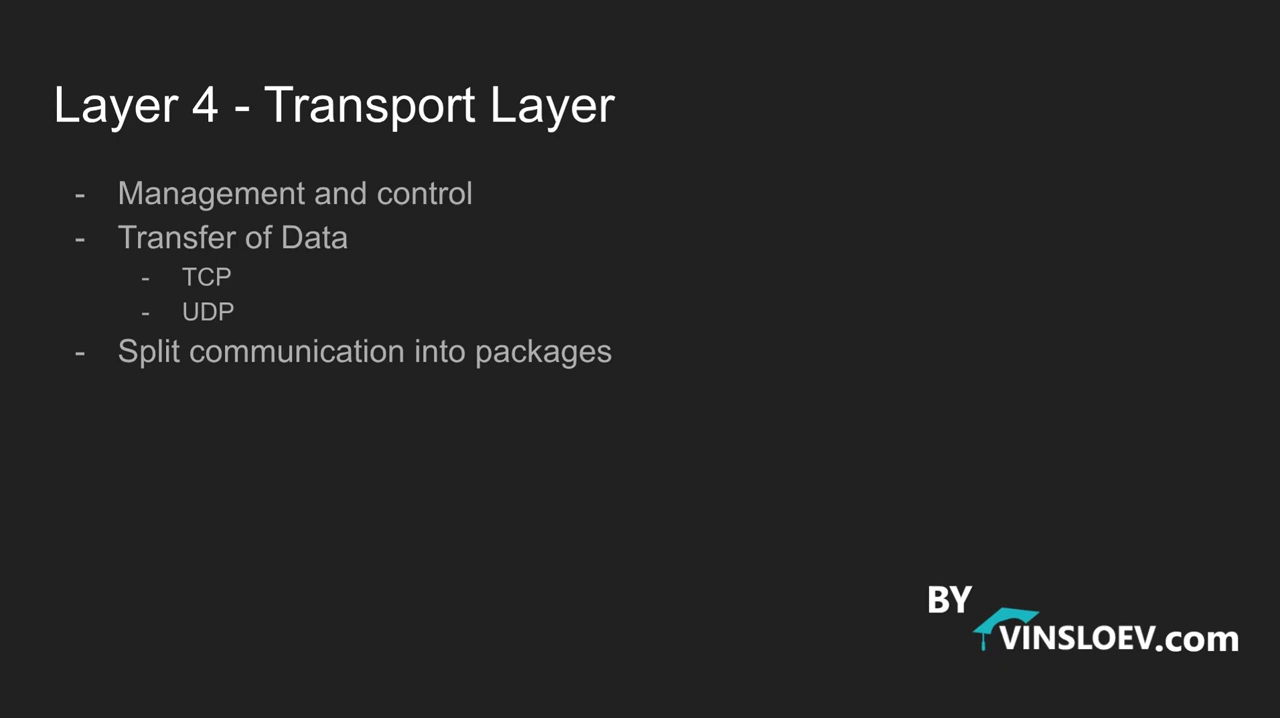 Layer 4 - Transport Layer
- Management and control
- Transfer of Data
- TCP
- UDP
- Split communication into packages
BY
VINSLOEV.com